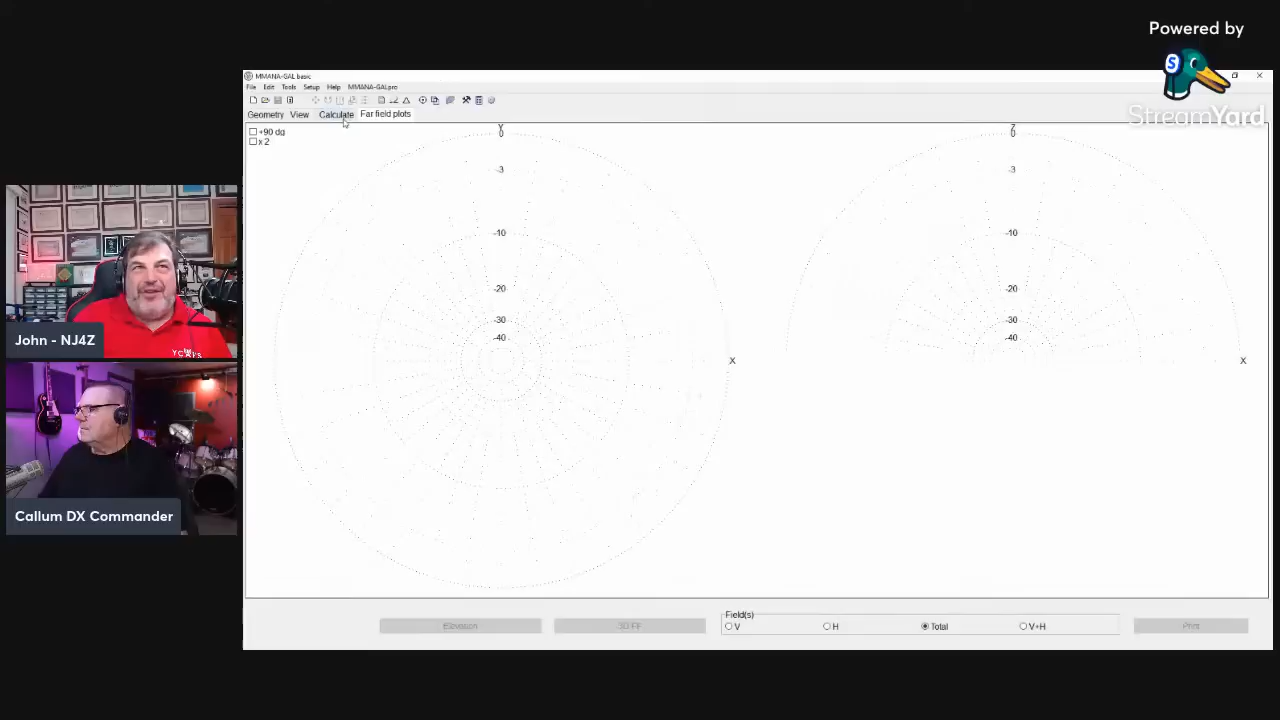 Powered by
S
StreamYard
MMANA-GAL basic
File Edit Tools Setup Help MMANA-GALpro
Geometry View Calculate Far field plots
+90 dg
x 2
Y
0
-3
-10
-20
-30
-40
X
Z
0
-3
-10
-20
-30
-40
X
John - NJ4Z
Callum DX Commander
Field(s)
Elevation 3D FF V H Total V+H Print